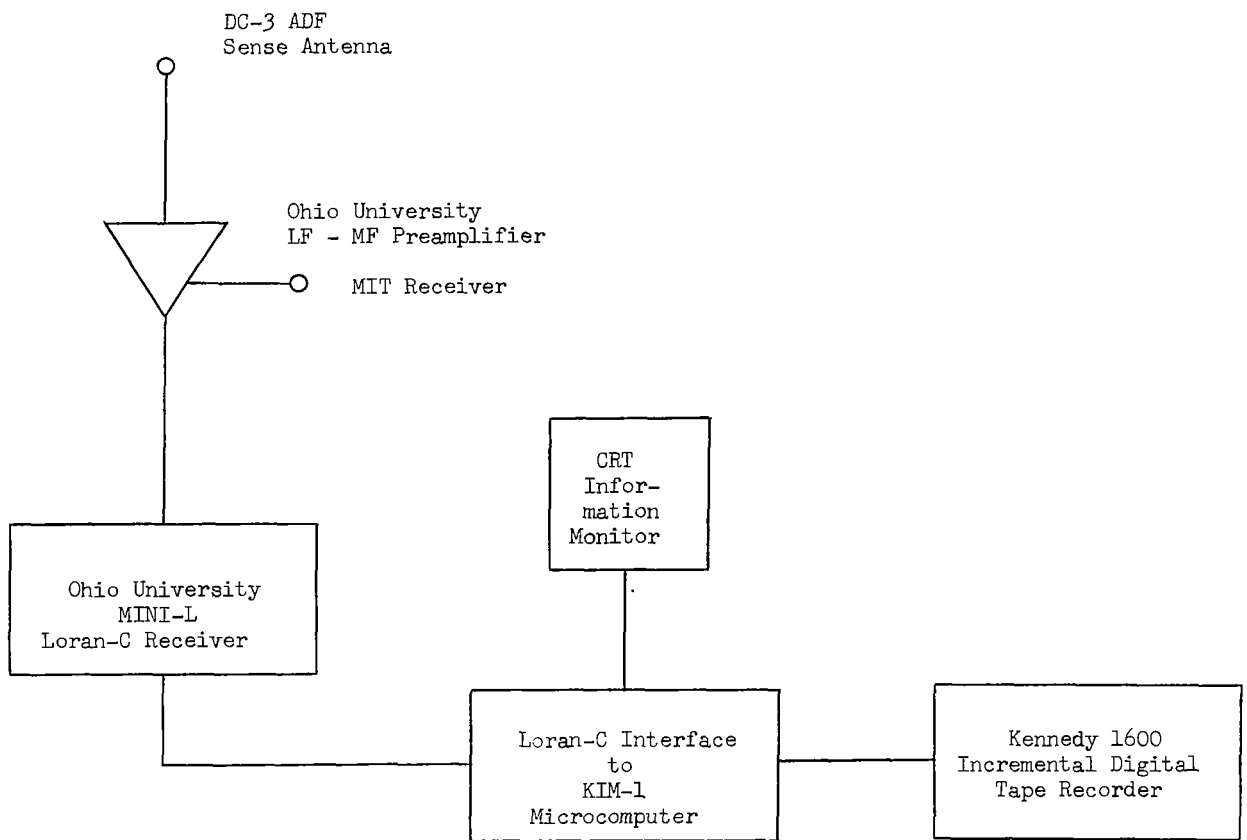 DC-3 ADF
Sense Antenna
Ohio University
LF - MF Preamplifier
MIT Receiver
CRT
Infor-
mation
Monitor
Ohio University
MINI-L
Loran-C Receiver
Loran-C Interface
to
KIM-1
Microcomputer
Kennedy 1600
Incremental Digital
Tape Recorder